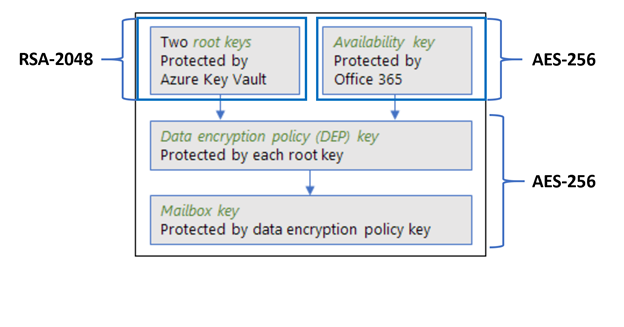 RSA-2048
Two root keys
Protected by
Azure Key Vault
Availability key
Protected by
Office 365
AES-256
Data encryption policy (DEP) key
Protected by each root key
Mailbox key
Protected by data encryption policy key
AES-256